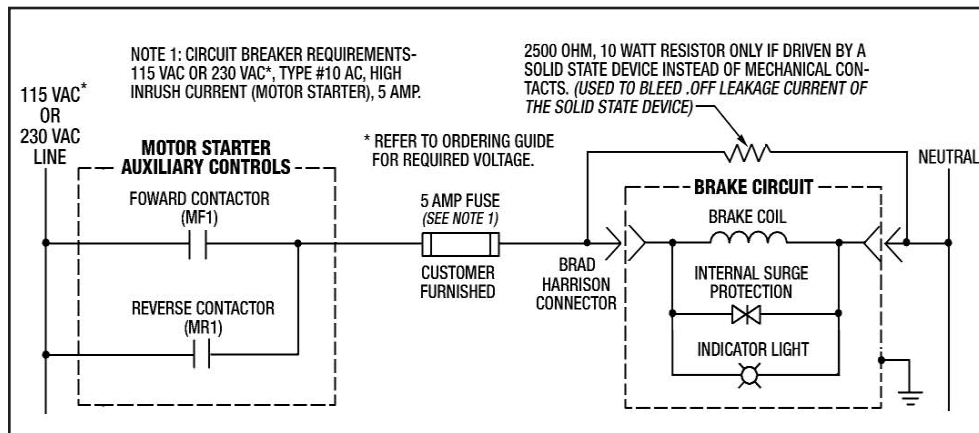 NOTE 1: CIRCUIT BREAKER REQUIREMENTS-
115 VAC OR 230 VAC*, TYPE #10 AC, HIGH
INRUSH CURRENT (MOTOR STARTER), 5 AMP.
2500 OHM, 10 WATT RESISTOR ONLY IF DRIVEN BY A
SOLID STATE DEVICE INSTEAD OF MECHANICAL CON-
TACTS. (USED TO BLEED .OFF LEAKAGE CURRENT OF
THE SOLID STATE DEVICE)
115 VAC*
OR
230 VAC
LINE
* REFER TO ORDERING GUIDE
FOR REQUIRED VOLTAGE.
MOTOR STARTER
AUXILIARY CONTROLS
NEUTRAL
FOWARD CONTACTOR
(MF1)
5 AMP FUSE
(SEE NOTE 1)
BRAKE CIRCUIT
BRAKE COIL
CUSTOMER
FURNISHED
BRAD
HARRISON
CONNECTOR
INTERNAL SURGE
PROTECTION
REVERSE CONTACTOR
(MR1)
INDICATOR LIGHT